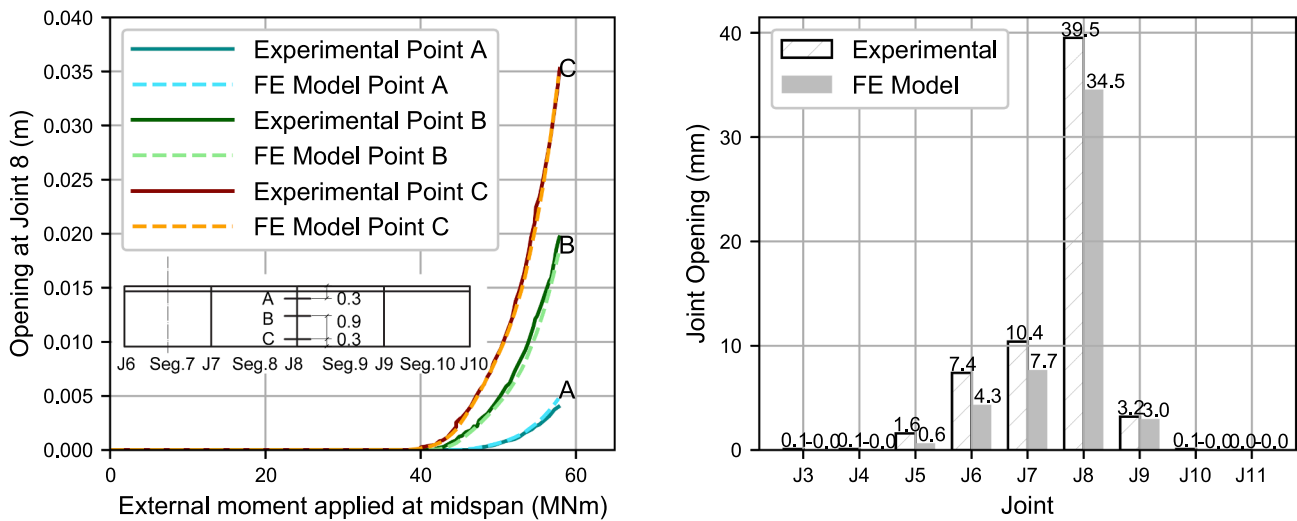 0.040
0.035
0.030
0.025
0.020
0.015
0.010
0.005
0.000
Opening at Joint 8 (m)
Experimental Point A
FE Model Point A
Experimental Point B
FE Model Point B
Experimental Point C
FE Model Point C
C
B
A
A 0.3
B 0.9
C 0.3
J6 Seg.7 J7 Seg.8 J8 Seg.9 J9 Seg.10 J10
0 20 40 60
External moment applied at midspan (MNm)
40
30
20
10
0
Joint Opening (mm)
Experimental
FE Model
39.5
34.5
10.4
7.4 7.7
4.3
1.6 3.2 3.0
0.1-0.0 0.1-0.0 0.6 0.1-0.0 0.0-0.0
J3 J4 J5 J6 J7 J8 J9 J10 J11
Joint